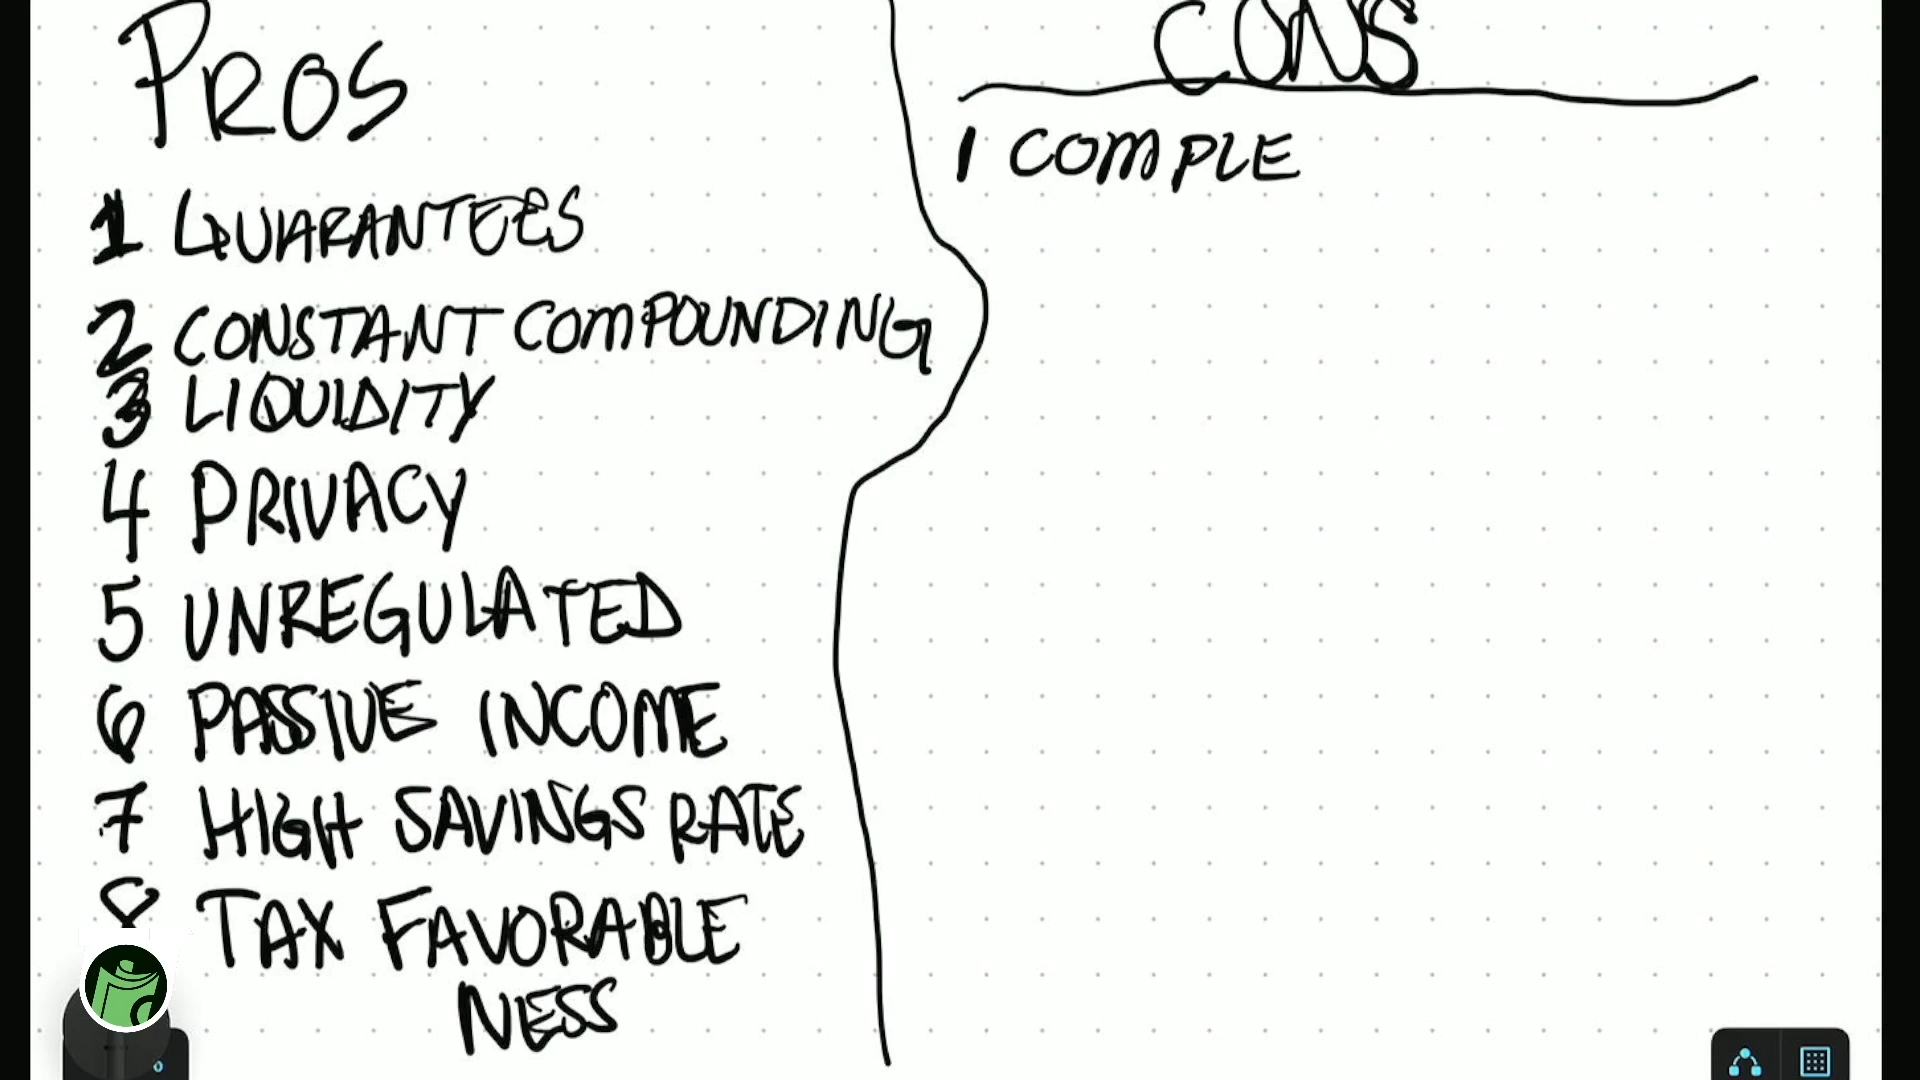 PROS
1 GUARANTEES
2 CONSTANT COMPOUNDING
3 LIQUIDITY
4 PRIVACY
5 UNREGULATED
6 PASSIVE INCOME
7 HIGH SAVINGS RATE
8 TAX FAVORABLE
NESS
CONS
1 COMPLE